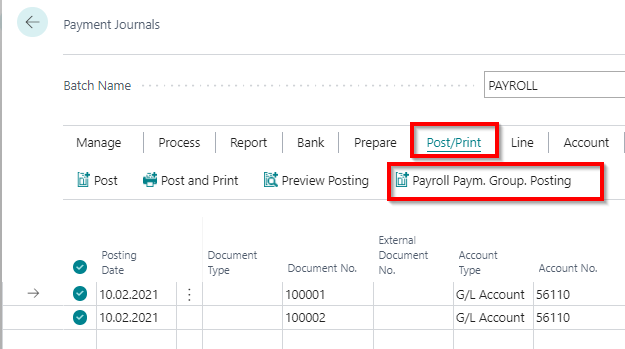 Payment Journals
Batch Name
PAYROLL
Manage Process Report Bank Prepare Post/Print Line Account
Post Post and Print Preview Posting Payroll Paym. Group. Posting
Posting Date Document Type Document No. External Document No. Account Type Account No.
10.02.2021 100001 G/L Account 56110
10.02.2021 100002 G/L Account 56110